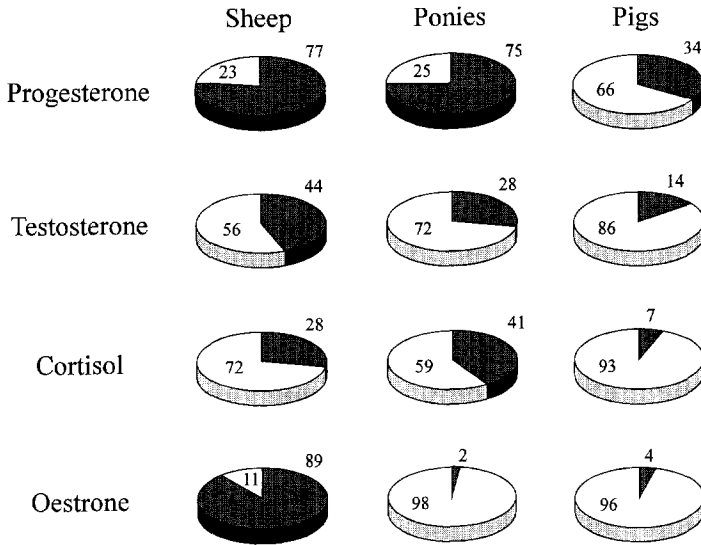 Sheep Ponies Pigs
77 75 34
23 25 66
Progesterone
44 28 14
Testosterone 56 72 86
28 41 7
Cortisol 72 59 93
89 2 4
11
Oestrone 98 96